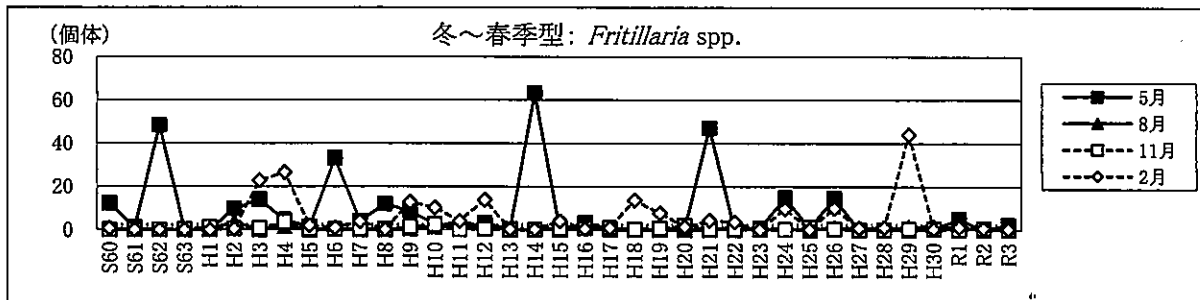 (個体)
冬～春季型: Fritillaria spp.
80
60
40
20
0
S60 S61 S62 S63 H1 H2 H3 H4 H5 H6 H7 H8 H9 H10 H11 H12 H13 H14 H15 H16 H17 H18 H19 H20 H21 H22 H23 H24 H25 H26 H27 H28 H29 H30 R1 R2 R3
5月
8月
11月
2月